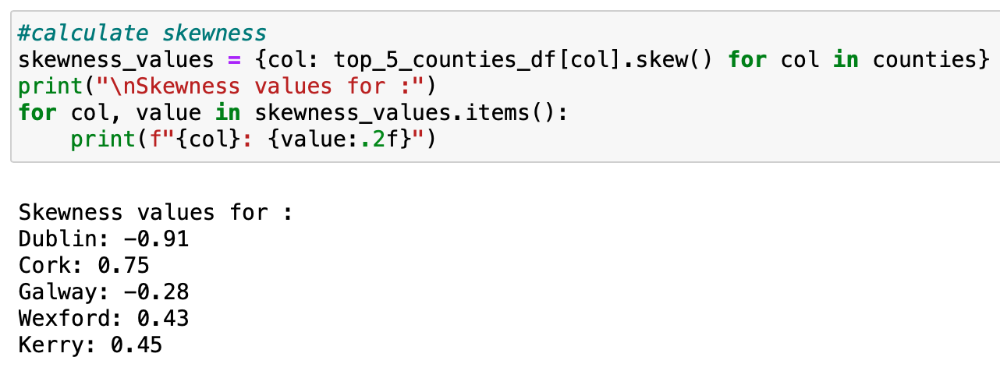 #calculate skewness
skewness_values = {col: top_5_counties_df[col].skew() for col in counties}
print("\nSkewness values for :")
for col, value in skewness_values.items():
    print(f"{col}: {value:.2f}")
Skewness values for :
Dublin: -0.91
Cork: 0.75
Galway: -0.28
Wexford: 0.43
Kerry: 0.45